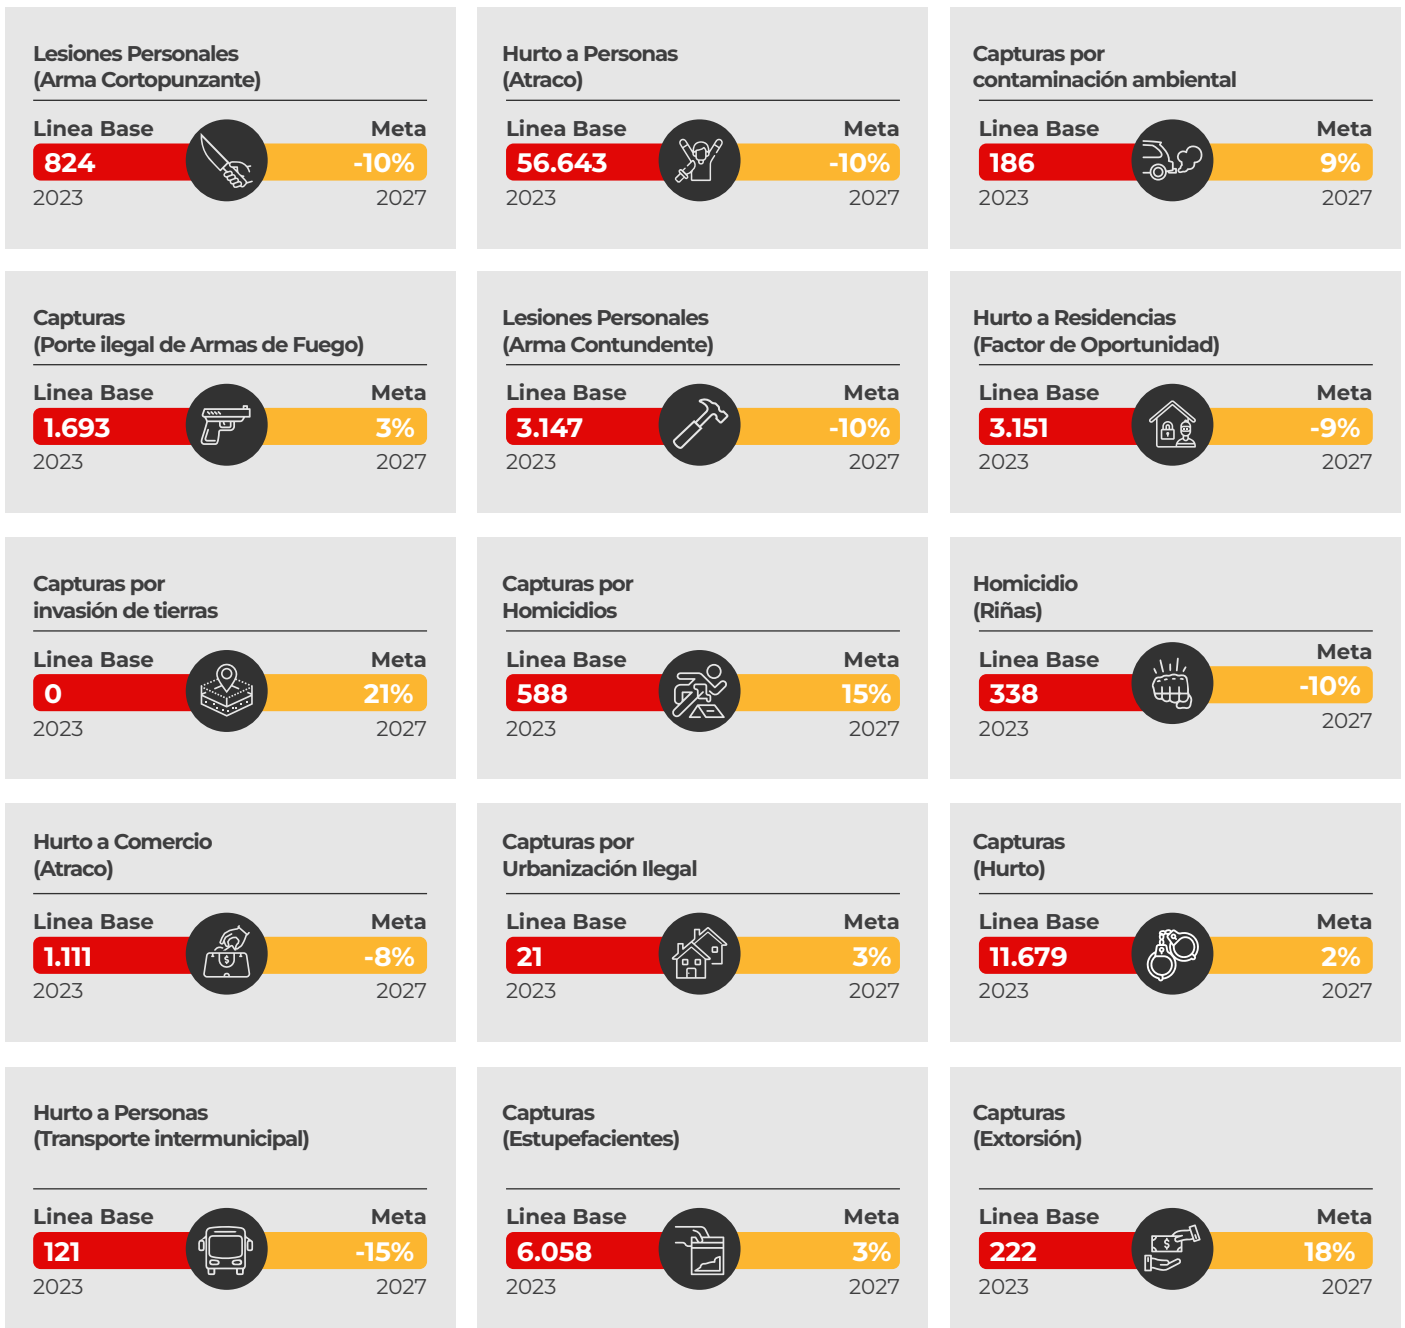 Lesiones Personales
(Arma Cortopunzante)
Linea Base
Meta
824
-10%
2023
2027
Hurto a Personas
(Atraco)
Linea Base
Meta
56.643
-10%
2023
2027
Capturas por
contaminación ambiental
Linea Base
Meta
186
9%
2023
2027
Capturas
(Porte ilegal de Armas de Fuego)
Linea Base
Meta
1.693
3%
2023
2027
Lesiones Personales
(Arma Contundente)
Linea Base
Meta
3.147
-10%
2023
2027
Hurto a Residencias
(Factor de Oportunidad)
Linea Base
Meta
3.151
-9%
2023
2027
Capturas por
invasión de tierras
Linea Base
Meta
0
21%
2023
2027
Capturas por
Homicidios
Linea Base
Meta
588
15%
2023
2027
Homicidio
(Riñas)
Linea Base
Meta
338
-10%
2023
2027
Hurto a Comercio
(Atraco)
Linea Base
Meta
1.111
-8%
2023
2027
Capturas por
Urbanización Ilegal
Linea Base
Meta
21
3%
2023
2027
Capturas
(Hurto)
Linea Base
Meta
11.679
2%
2023
2027
Hurto a Personas
(Transporte intermunicipal)
Linea Base
Meta
121
-15%
2023
2027
Capturas
(Estupefacientes)
Linea Base
Meta
6.058
3%
2023
2027
Capturas
(Extorsión)
Linea Base
Meta
222
18%
2023
2027